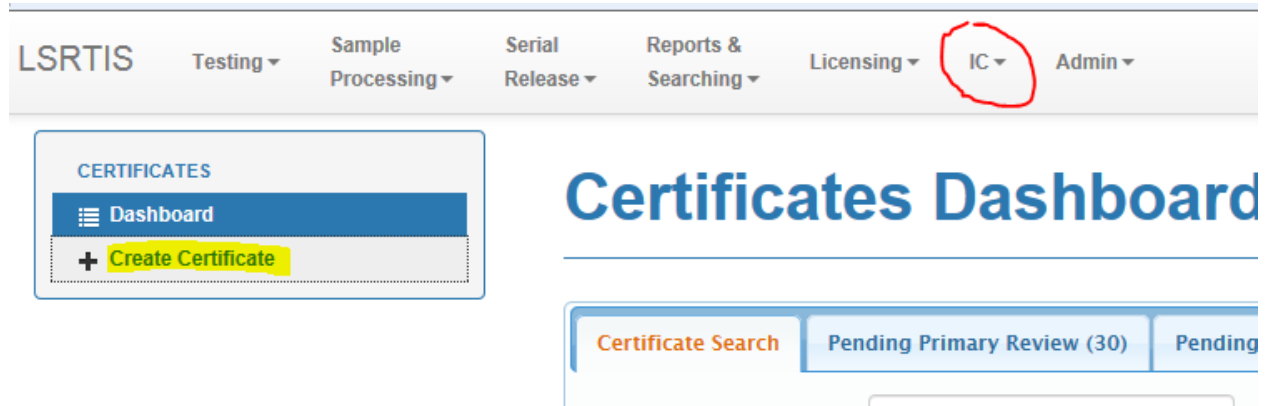 LSRTIS Testing Sample Processing Serial Release Reports & Searching Licensing IC Admin
CERTIFICATES
Dashboard
Create Certificate
Certificates Dashboard
Certificate Search Pending Primary Review (30) Pending